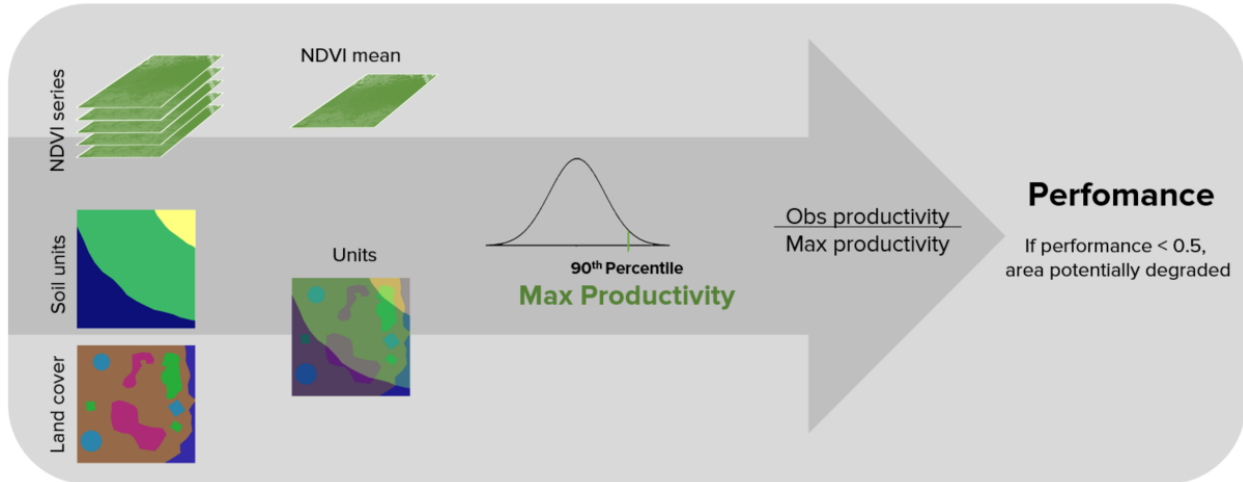 NDVI series
NDVI mean
Soil units
Land cover
Units
90th Percentile
Max Productivity
Obs productivity
Max productivity
Perfomance
If performance < 0.5,
area potentially degraded